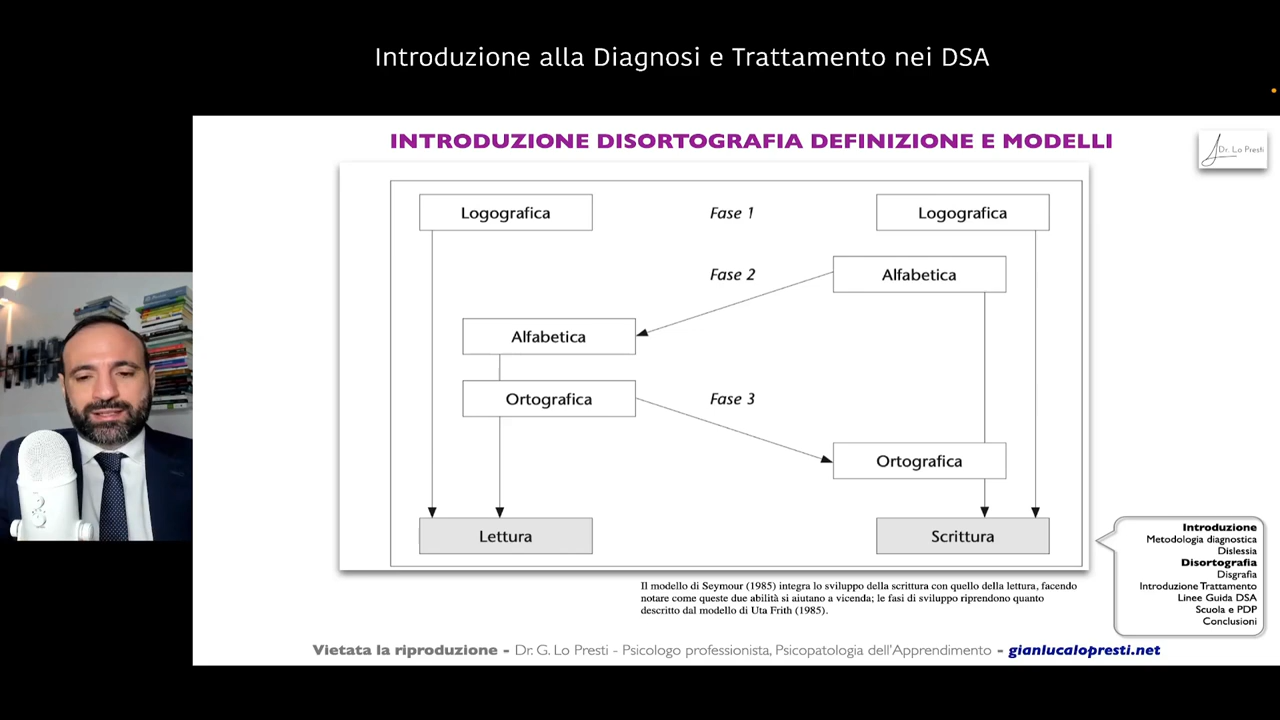 Introduzione alla Diagnosi e Trattamento nei DSA
INTRODUZIONE DISORTOGRAFIA DEFINIZIONE E MODELLI
Dr. Lo Presti
Logografica
Fase 1
Logografica
Fase 2
Alfabetica
Alfabetica
Ortografica
Fase 3
Ortografica
Lettura
Scrittura
Introduzione
Metodologia diagnostica
Dislessia
Disortografia
Disgrafia
Introduzione Trattamento
Linee Guida DSA
Scuola e PDP
Conclusioni
Il modello di Seymour (1985) integra lo sviluppo della scrittura con quello della lettura, facendo
notare come queste due abilità si aiutano a vicenda; le fasi di sviluppo riprendono quanto
descritto dal modello di Uta Frith (1985).
Vietata la riproduzione - Dr. G. Lo Presti - Psicologo professionista, Psicopatologia dell'Apprendimento - gianlucalopresti.net